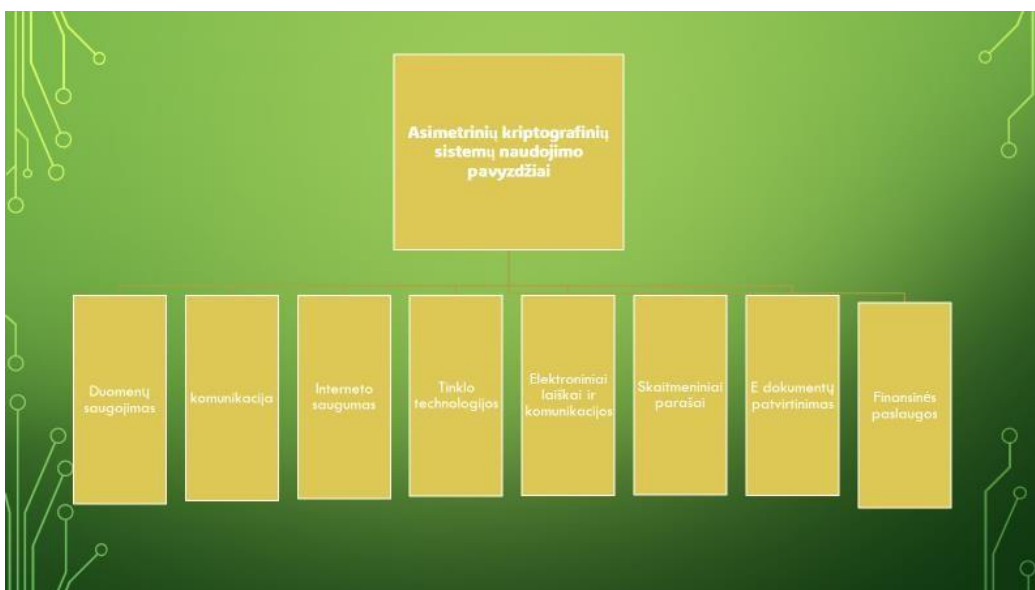 Asimetrinių kriptografinių
sistemų naudojimo
pavyzdžiai
Duomenų
saugojimas
komunikacija
Interneto
saugumas
Tinklo
technologijos
Elektroniniai
laiškai ir
komunikacijos
Skaitmeniniai
parašai
E dokumentų
patvirtinimas
Finansinės
paslaugos